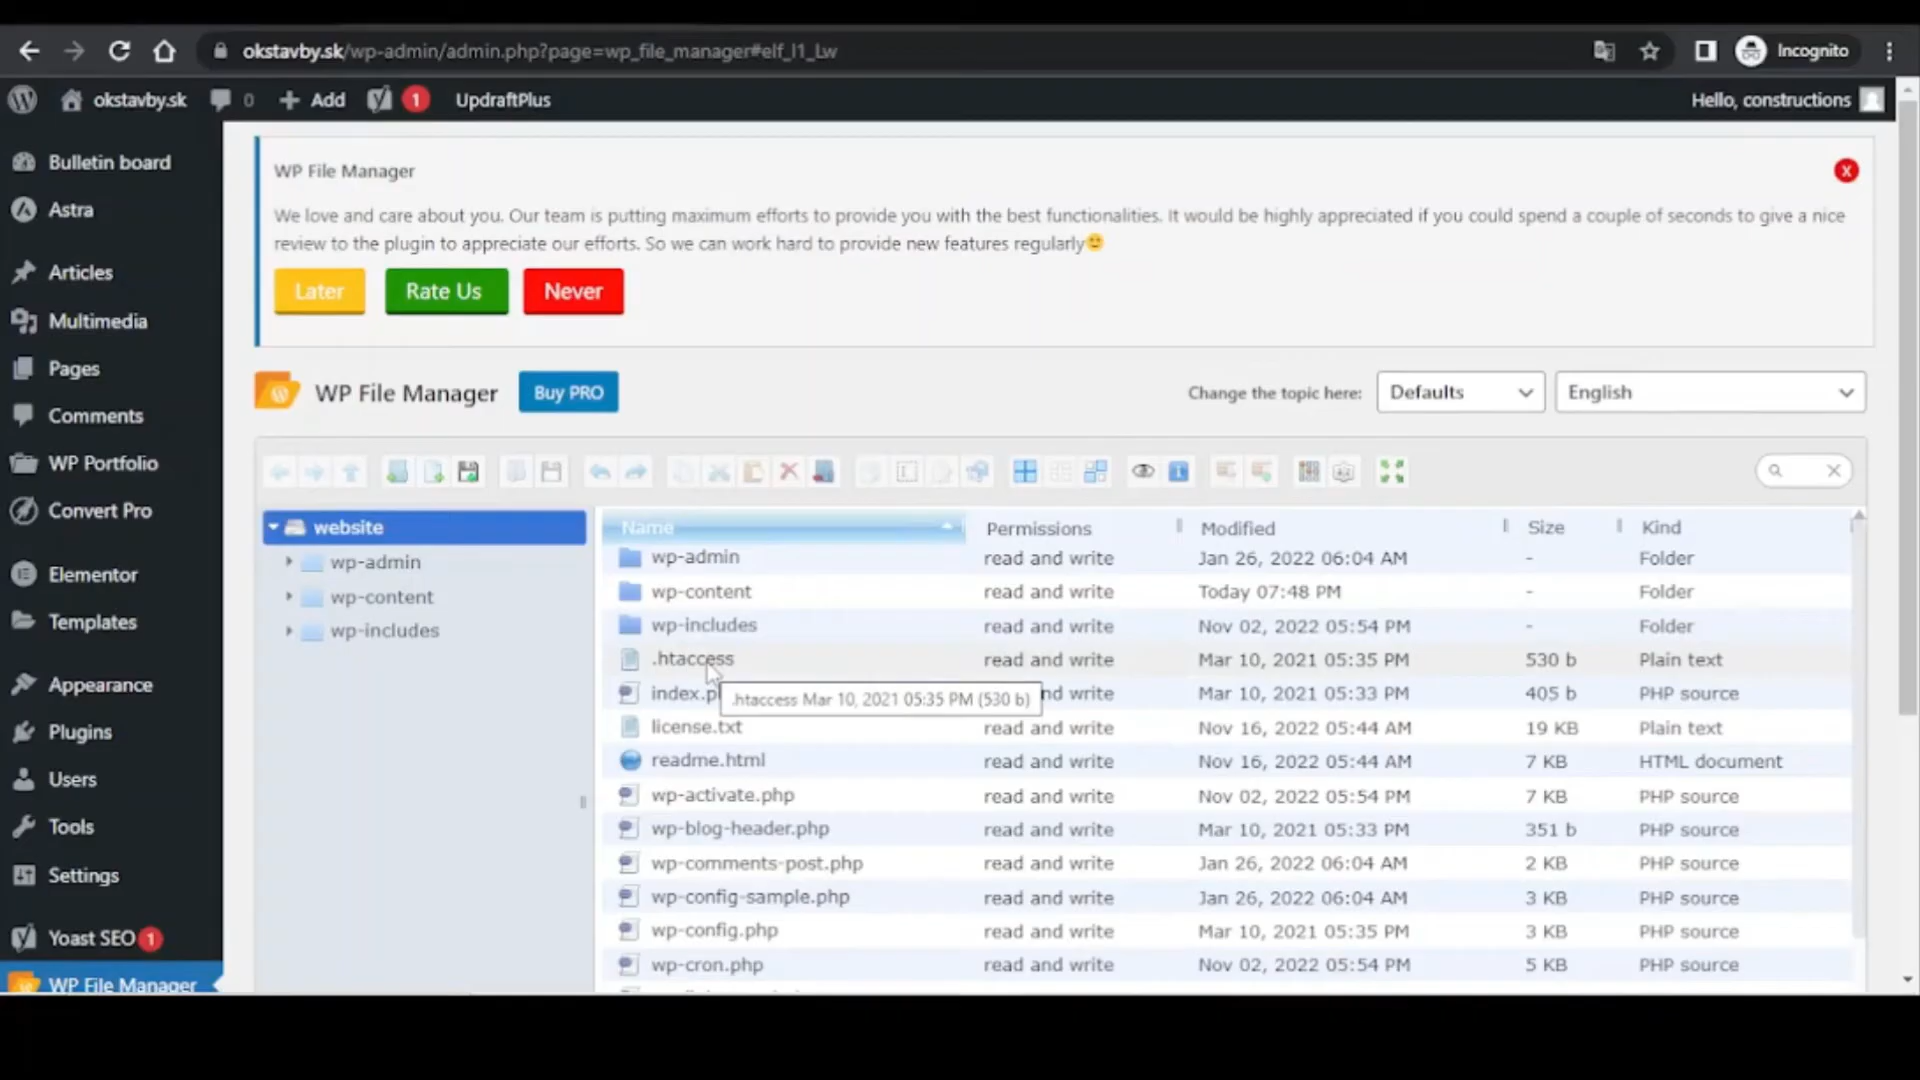 okstavby.sk/wp-admin/admin.php?page=wp_file_manager#elf_l1_Lw
Incognito
okstavby.sk
0
Add
1
UpdraftPlus
Hello, constructions
Bulletin board
Astra
Articles
Multimedia
Pages
Comments
WP Portfolio
Convert Pro
Elementor
Templates
Appearance
Plugins
Users
Tools
Settings
Yoast SEO 1
WP File Manager
WP File Manager
X
We love and care about you. Our team is putting maximum efforts to provide you with the best functionalities. It would be highly appreciated if you could spend a couple of seconds to give a nice
review to the plugin to appreciate our efforts. So we can work hard to provide new features regularly
Later
Rate Us
Never
WP File Manager
Buy PRO
Change the topic here:
Defaults
English
website
wp-admin
wp-content
wp-includes
Name Permissions Modified Size Kind
wp-admin read and write Jan 26, 2022 06:04 AM - Folder
wp-content read and write Today 07:48 PM - Folder
wp-includes read and write Nov 02, 2022 05:54 PM - Folder
.htaccess read and write Mar 10, 2021 05:35 PM 530 b Plain text
index.p nd write Mar 10, 2021 05:33 PM 405 b PHP source
.htaccess Mar 10, 2021 05:35 PM (530 b)
license.txt read and write Nov 16, 2022 05:44 AM 19 KB Plain text
readme.html read and write Nov 16, 2022 05:44 AM 7 KB HTML document
wp-activate.php read and write Nov 02, 2022 05:54 PM 7 KB PHP source
wp-blog-header.php read and write Mar 10, 2021 05:33 PM 351 b PHP source
wp-comments-post.php read and write Jan 26, 2022 06:04 AM 2 KB PHP source
wp-config-sample.php read and write Jan 26, 2022 06:04 AM 3 KB PHP source
wp-config.php read and write Mar 10, 2021 05:35 PM 3 KB PHP source
wp-cron.php read and write Nov 02, 2022 05:54 PM 5 KB PHP source